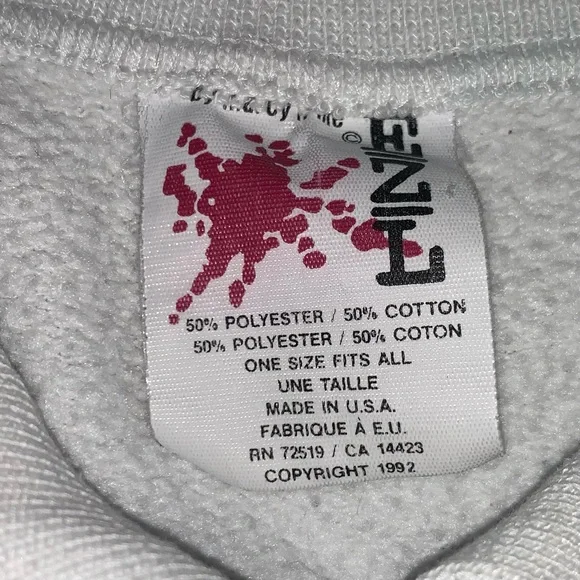 ©
50% POLYESTER / 50% COTTON
50% POLYESTER / 50% COTON
ONE SIZE FITS ALL
UNE TAILLE
MADE IN U.S.A.
FABRIQUE À E.U.
RN 72519 / CA 14423
COPYRIGHT 1992